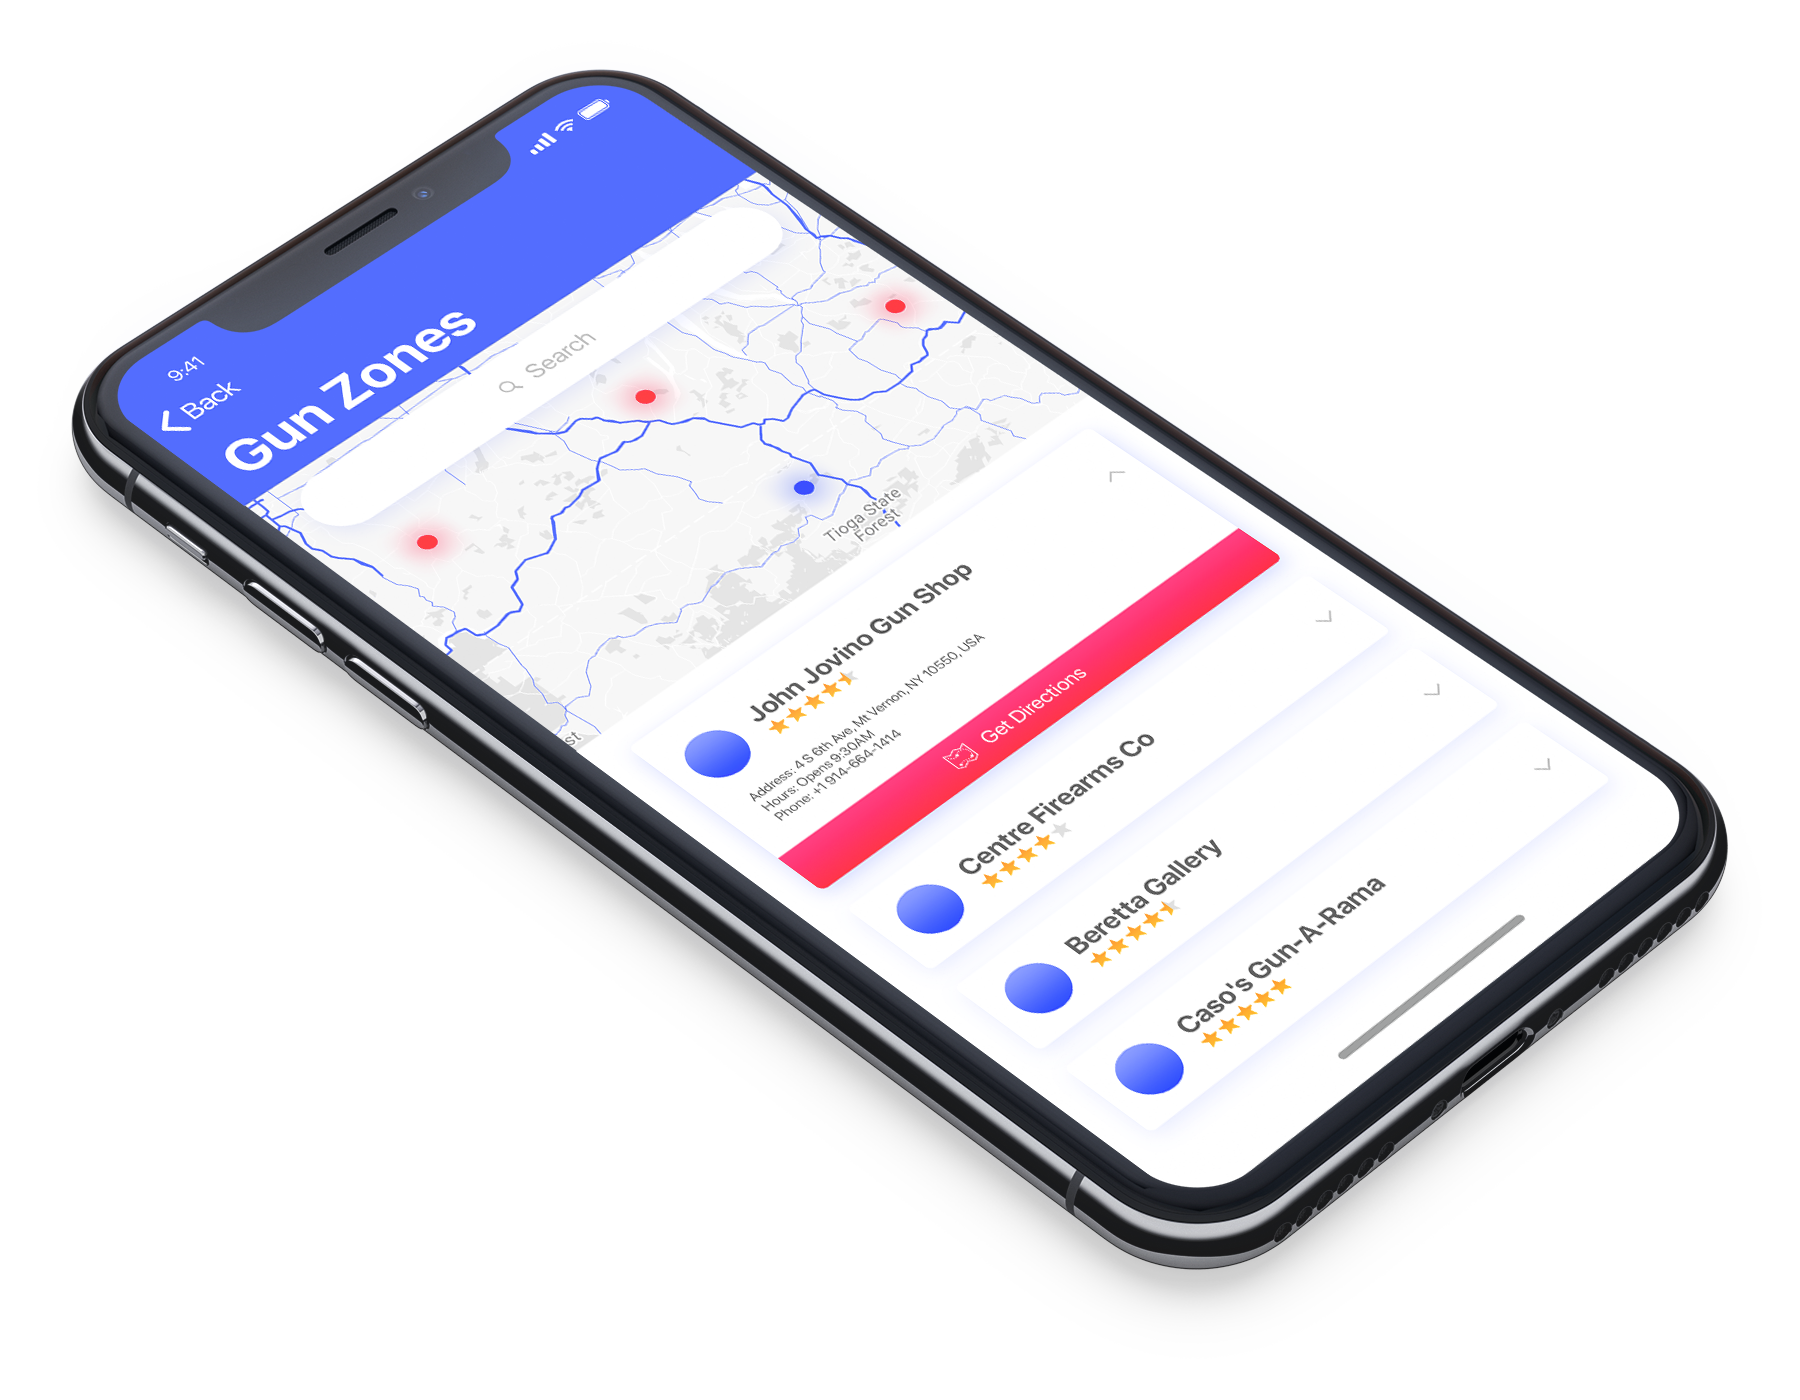 9:41
Back
Gun Zones
Search
Tioga State
Forest
st
John Jovino Gun Shop
Address: 4 S 6th Ave, Mt Vernon, NY 10550, USA
Hours: Opens 9:30AM
Phone: +1 914-664-1414
Get Directions
Centre Firearms Co
Beretta Gallery
Caso's Gun-A-Rama